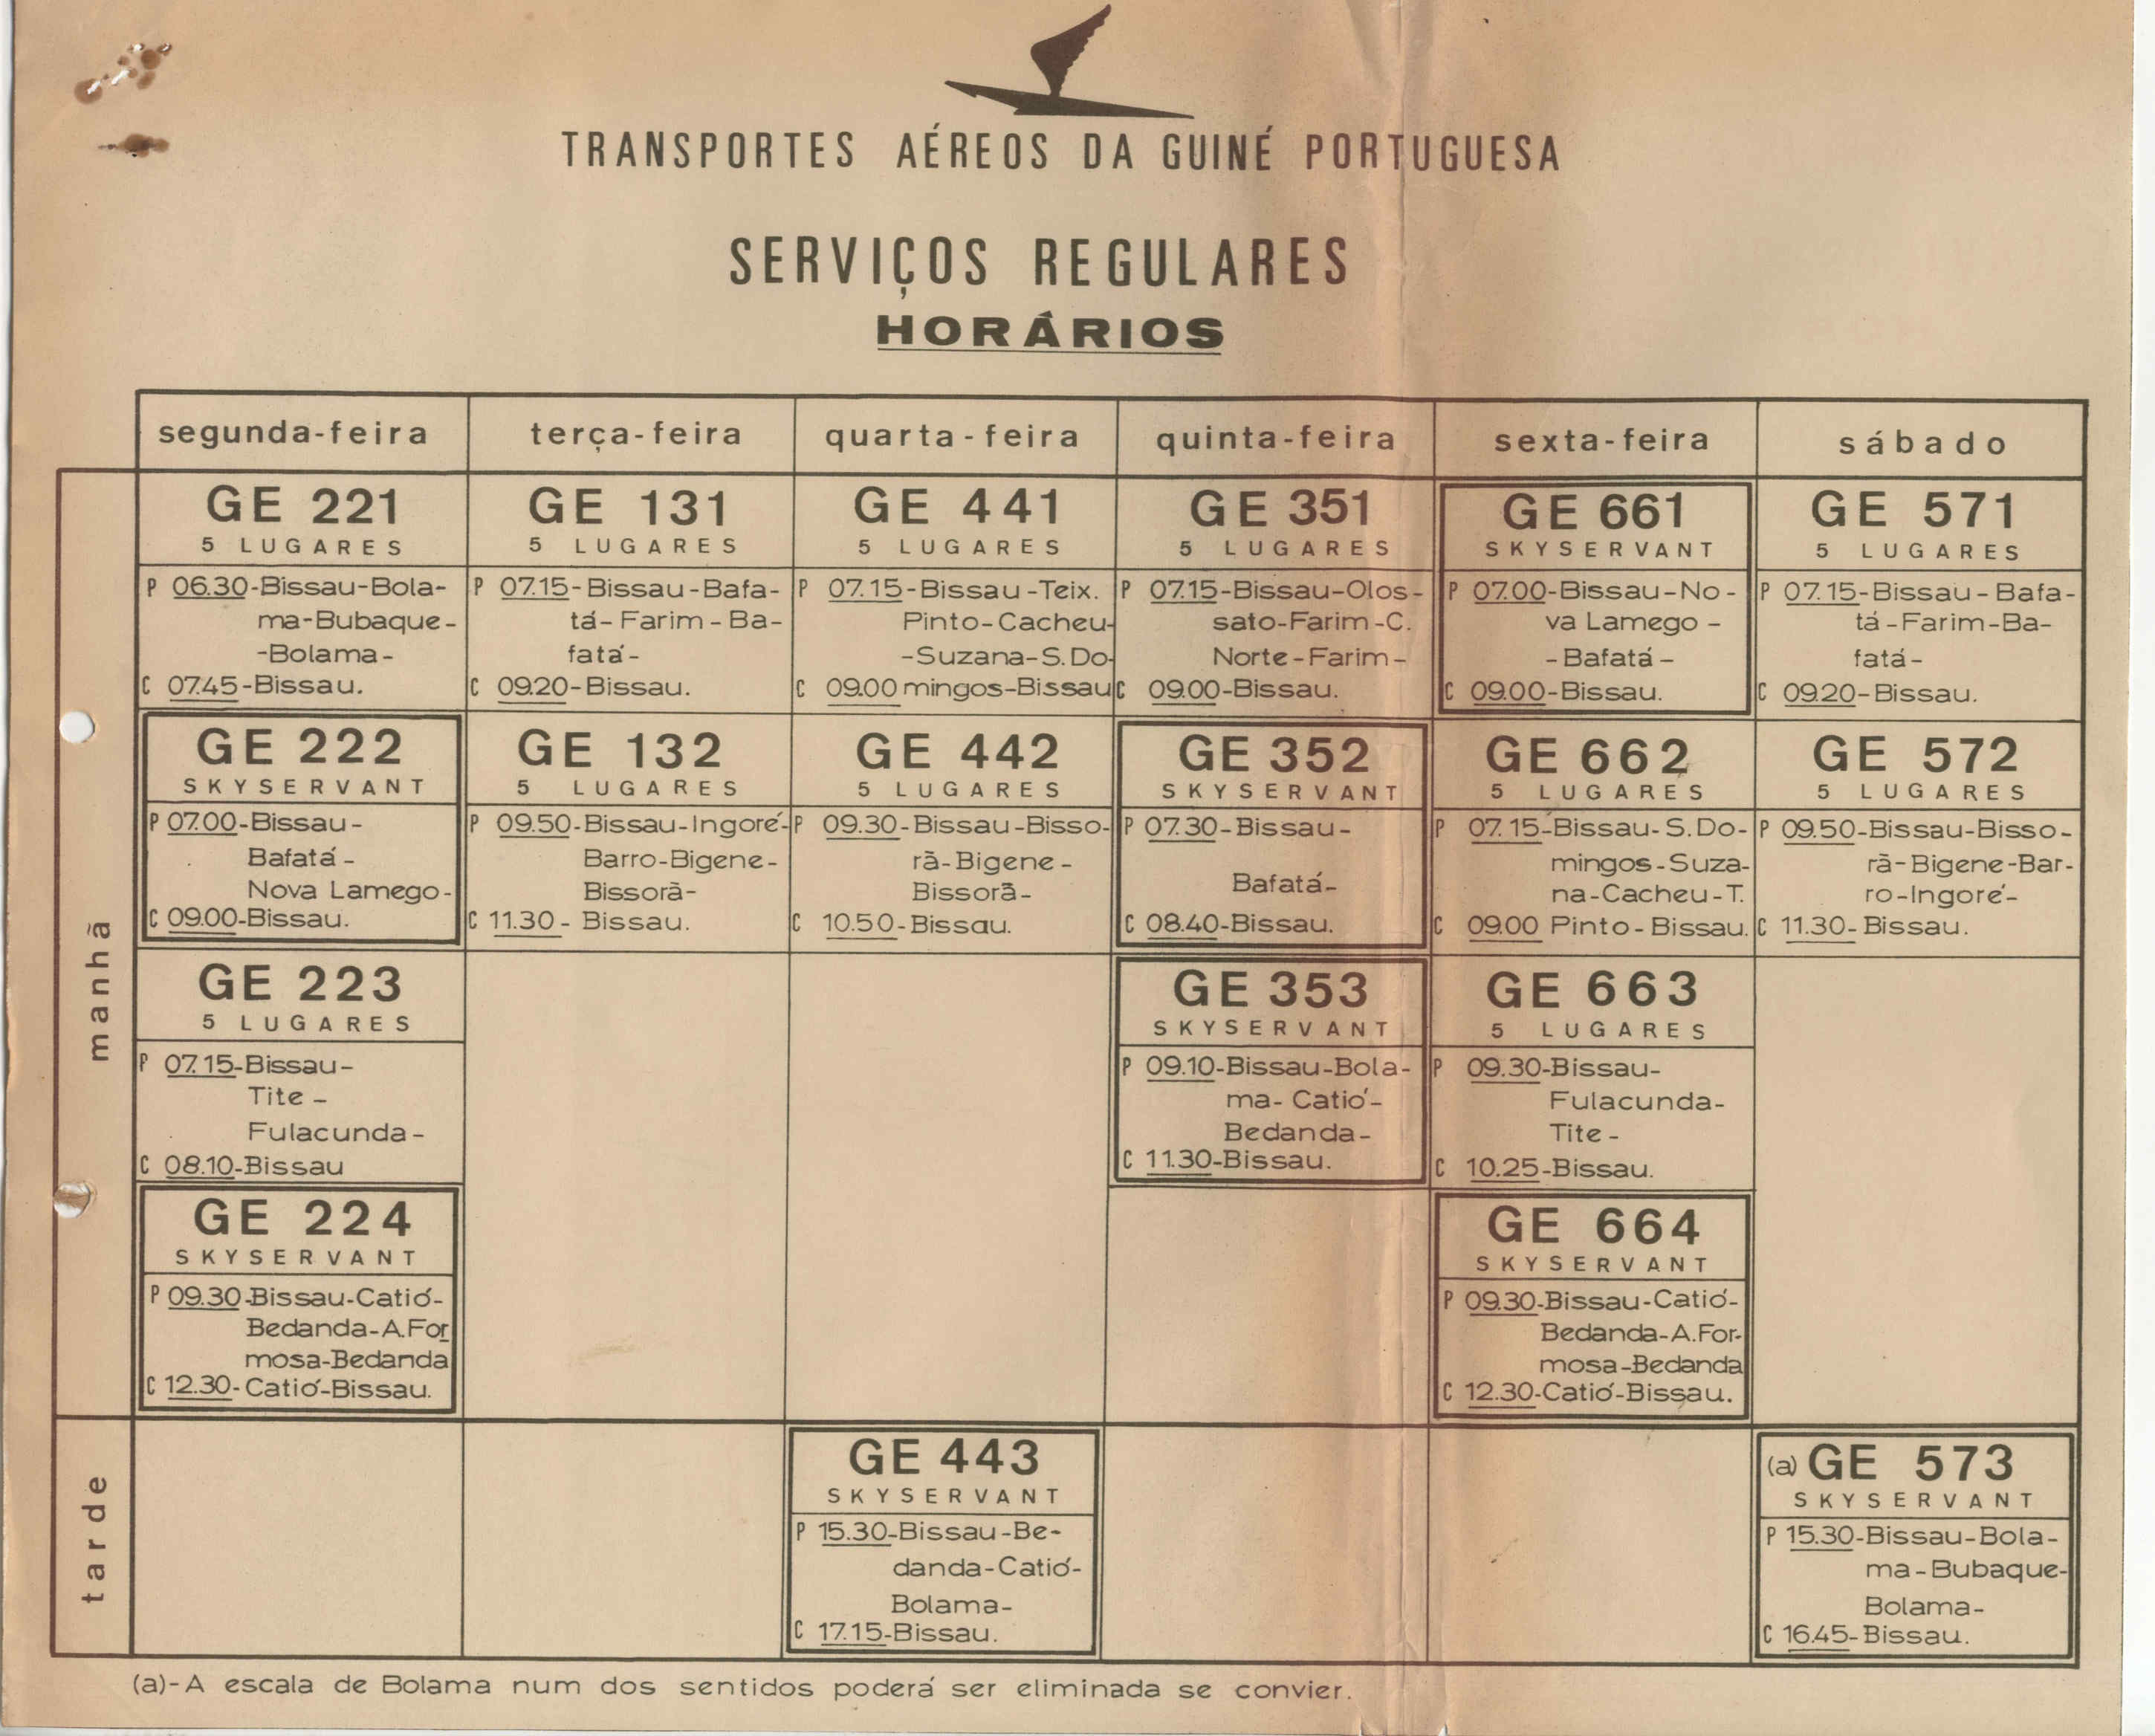 TRANSPORTES AÉREOS DA GUINÉ PORTUGUESA
SERVIÇOS REGULARES
HORÁRIOS
segunda-feira
terça-feira
quarta-feira
quinta-feira
sexta-feira
sábado
manhã
GE 221
5 LUGARES
P 06.30-Bissau-Bola-
ma-Bubaque-
-Bolama-
C 07.45-Bissau.
GE 131
5 LUGARES
P 07.15-Bissau-Bafa-
tá-Farim-Ba-
fatá-
C 09.20-Bissau.
GE 441
5 LUGARES
P 07.15-Bissau-Teix.
Pinto-Cacheu-
-Suzana-S.Do-
C 09.00 mingos-Bissau
GE 351
5 LUGARES
P 07.15-Bissau-Olos-
sato-Farim-C.
Norte-Farim-
C 09.00-Bissau.
GE 661
SKYSERVANT
P 07.00-Bissau-No-
va Lamego-
-Bafatá-
C 09.00-Bissau.
GE 571
5 LUGARES
P 07.15-Bissau-Bafa-
tá-Farim-Ba-
fatá-
C 09.20-Bissau.
GE 222
SKYSERVANT
P 07.00-Bissau-
Bafatá-
Nova Lamego-
C 09.00-Bissau.
GE 132
5 LUGARES
P 09.50-Bissau-Ingoré-
Barro-Bigene-
Bissorã-
C 11.30-Bissau.
GE 442
5 LUGARES
P 09.30-Bissau-Bisso-
rã-Bigene-
Bissorã-
C 10.50-Bissau.
GE 352
SKYSERVANT
P 07.30-Bissau-
Bafatá-
C 08.40-Bissau.
GE 662
5 LUGARES
P 07.15-Bissau-S.Do-
mingos-Suza-
na-Cacheu-T.
C 09.00 Pinto-Bissau.
GE 572
5 LUGARES
P 09.50-Bissau-Bisso-
rã-Bigene-Bar-
ro-Ingoré-
C 11.30-Bissau.
GE 223
5 LUGARES
P 07.15-Bissau-
Tite-
Fulacunda-
C 08.10-Bissau
GE 353
SKYSERVANT
P 09.10-Bissau-Bola-
ma-Catió-
Bedanda-
C 11.30-Bissau.
GE 663
5 LUGARES
P 09.30-Bissau-
Fulacunda-
Tite-
C 10.25-Bissau.
GE 224
SKYSERVANT
P 09.30-Bissau-Catió-
Bedanda-A.For
mosa-Bedanda
C 12.30-Catió-Bissau.
GE 664
SKYSERVANT
P 09.30-Bissau-Catió-
Bedanda-A.For-
mosa-Bedanda
C 12.30-Catió-Bissau.
tarde
GE 443
SKYSERVANT
P 15.30-Bissau-Be-
danda-Catió-
Bolama-
C 17.15-Bissau.
(a) GE 573
SKYSERVANT
P 15.30-Bissau-Bola-
ma-Bubaque-
Bolama-
C 16.45-Bissau.
(a)-A escala de Bolama num dos sentidos poderá ser eliminada se convier.